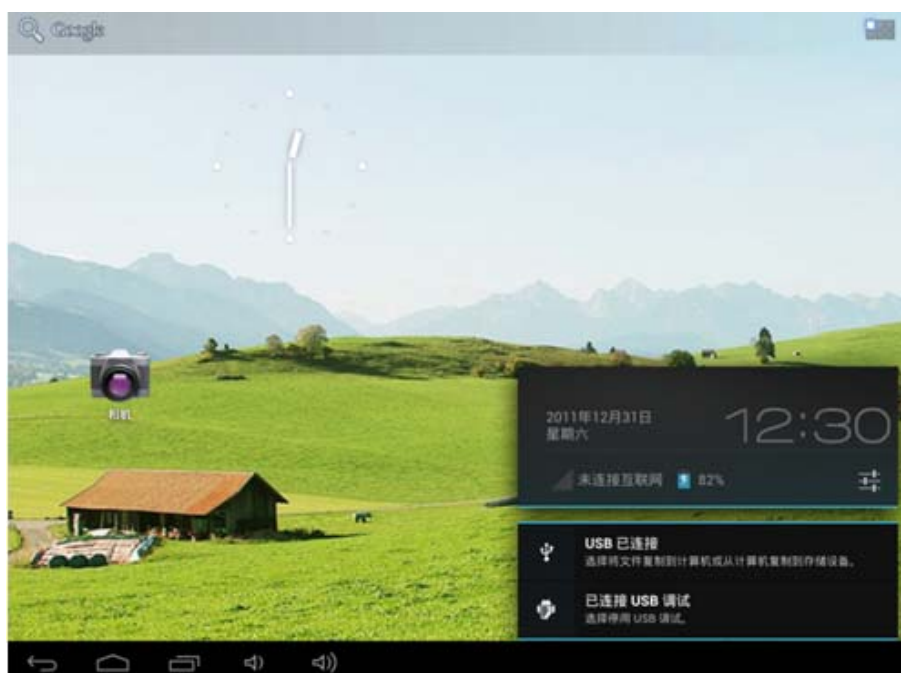 Google
相机
2011年12月31日
星期六
12:30
未连接互联网 82%
USB 已连接
选择将文件复制到计算机或从计算机复制到存储设备。
已连接 USB 调试
选择停用 USB 调试。